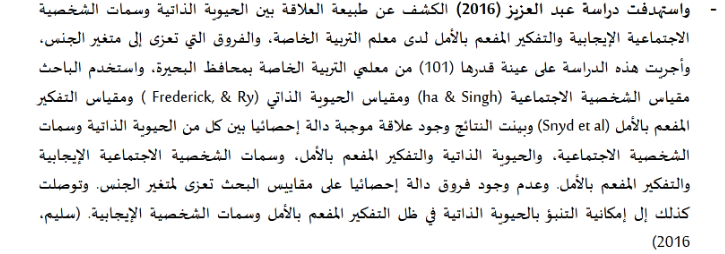 - واستهدفت دراسة عبد العزيز (2016) الكشف عن طبيعة العلاقة بين الحيوية الذاتية وسمات الشخصية
الاجتماعية الإيجابية والتفكير المفعم بالأمل لدى معلم التربية الخاصة، والفروق التي تعزى إلى متغير الجنس،
وأجريت هذه الدراسة على عينة قدرها (101) من معلمي التربية الخاصة بمحافظ البحيرة، واستخدم الباحث
مقياس الشخصية الاجتماعية (ha & Singh) ومقياس الحيوية الذاتي (Frederick, & Ry ) ومقياس التفكير
المفعم بالأمل (Snyd et al) وبينت النتائج وجود علاقة موجبة دالة إحصائيا بين كل من الحيوية الذاتية وسمات
الشخصية الاجتماعية، والحيوية الذاتية والتفكير المفعم بالأمل، وسمات الشخصية الاجتماعية الإيجابية
والتفكير المفعم بالأمل. وعدم وجود فروق دالة إحصائيا على مقاييس البحث تعزى لمتغير الجنس. وتوصلت
كذلك إل إمكانية التنبؤ بالحيوية الذاتية في ظل التفكير المفعم بالأمل وسمات الشخصية الإيجابية. (سليم،
2016)